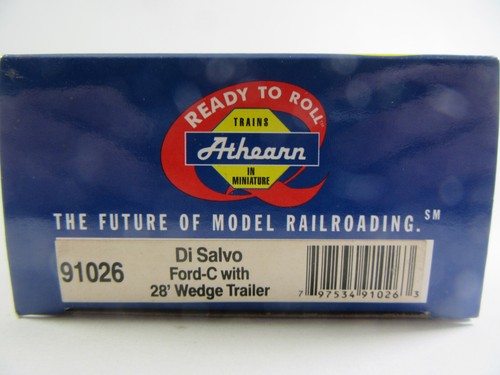 READY TO ROLL™
TRAINS
Athearn
IN
MINIATURE
THE FUTURE OF MODEL RAILROADING.℠
91026
Di Salvo
Ford-C with
28' Wedge Trailer
7 97534 91026 3